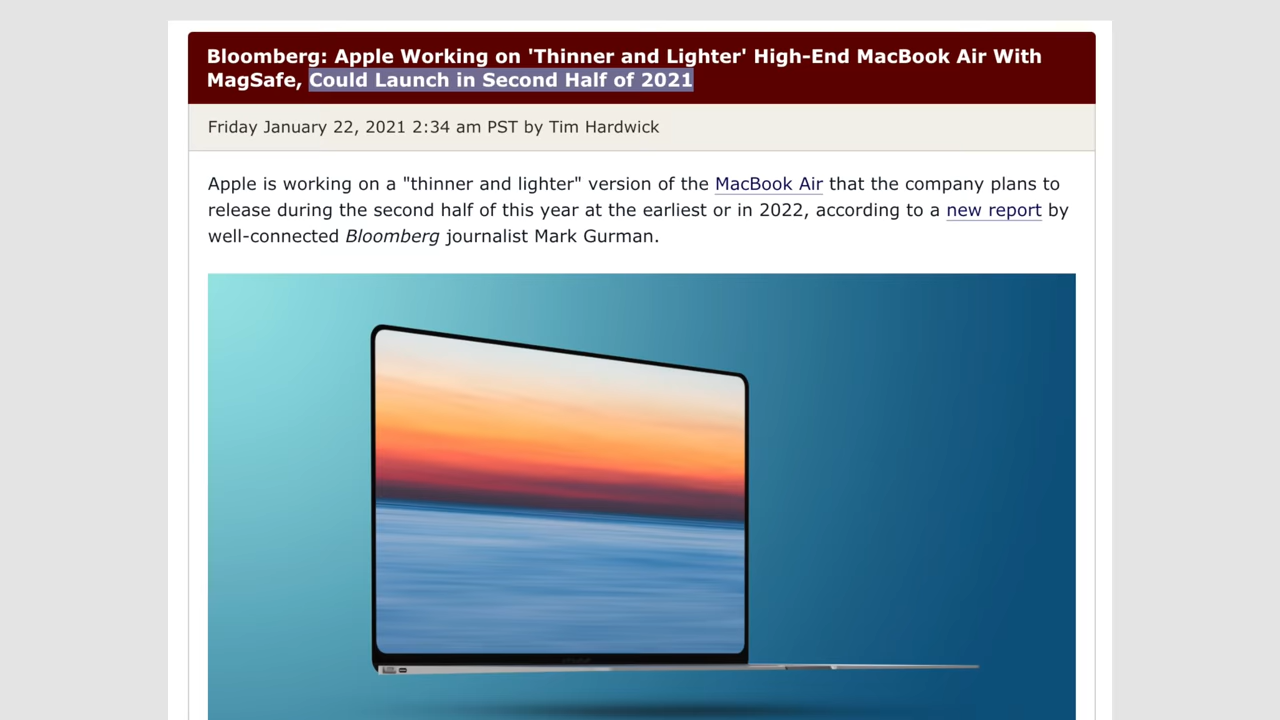 Bloomberg: Apple Working on 'Thinner and Lighter' High-End MacBook Air With
MagSafe, Could Launch in Second Half of 2021
Friday January 22, 2021 2:34 am PST by Tim Hardwick
Apple is working on a "thinner and lighter" version of the MacBook Air that the company plans to
release during the second half of this year at the earliest or in 2022, according to a new report by
well-connected Bloomberg journalist Mark Gurman.